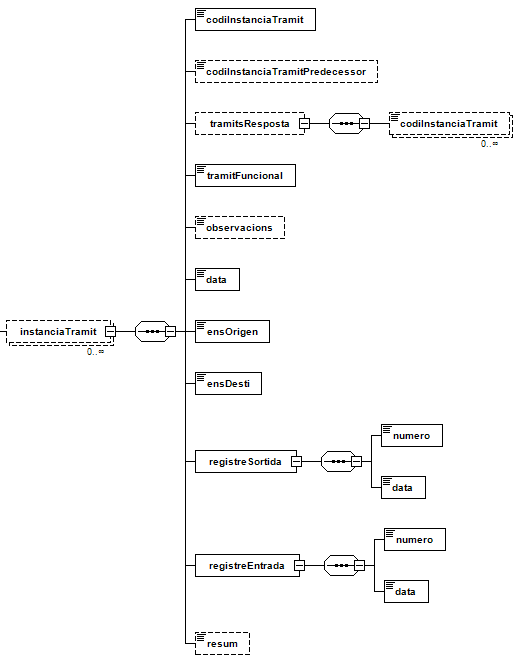 codiInstanciaTramit
codiInstanciaTramitPredecessor
tramitsResposta
codiInstanciaTramit
0..∞
tramitFuncional
observacions
data
instanciaTramit
0..∞
ensOrigen
ensDesti
registreSortida
numero
data
registreEntrada
numero
data
resum